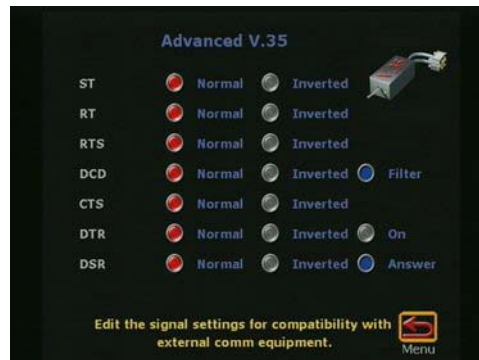 Advanced V.35
ST Normal Inverted
RT Normal Inverted
RTS Normal Inverted
DCD Normal Inverted Filter
CTS Normal Inverted
DTR Normal Inverted On
DSR Normal Inverted Answer
Edit the signal settings for compatibility with
external comm equipment.
Menu